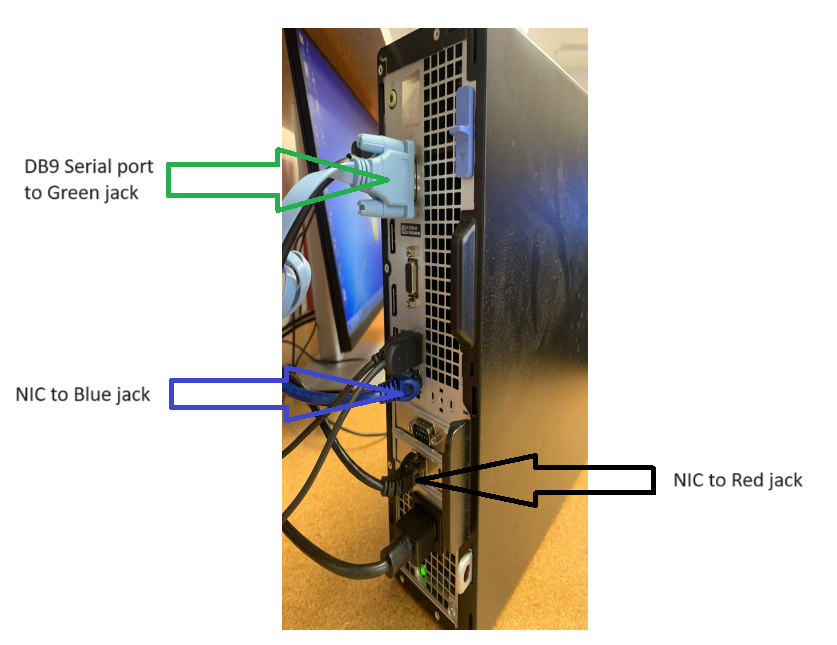 DB9 Serial port
to Green jack
NIC to Blue jack
NIC to Red jack